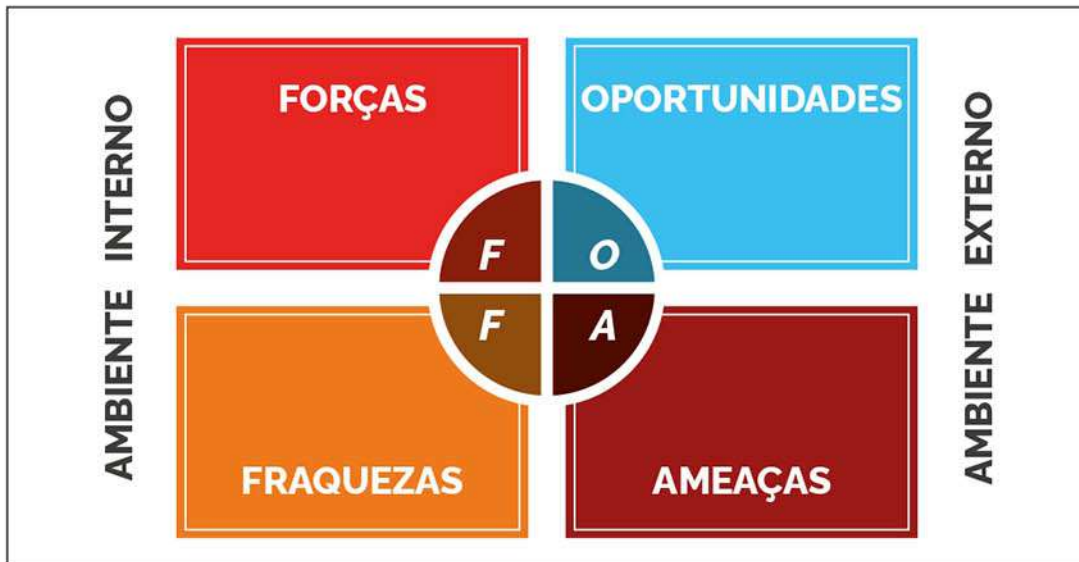 AMBIENTE INTERNO
FORÇAS
OPORTUNIDADES
F
O
F
A
FRAQUEZAS
AMEAÇAS
AMBIENTE EXTERNO